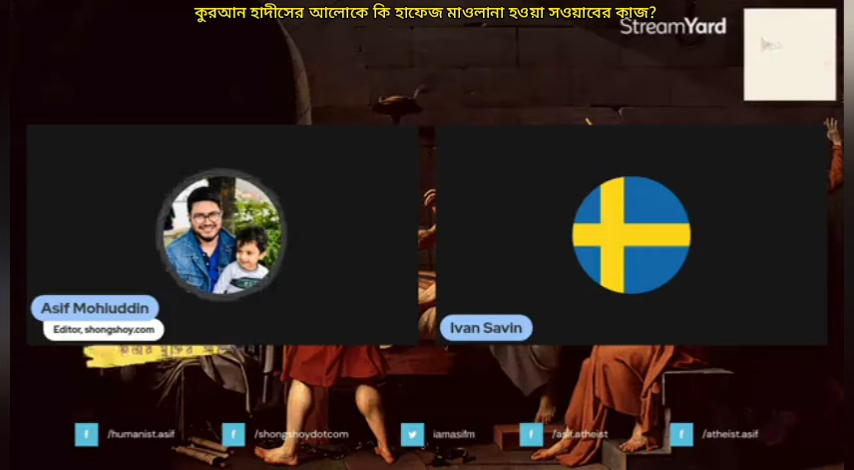 কুরআন হাদীসের আলোকে কি হাফেজ মাওলানা হওয়া সওয়াবের কাজ?
StreamYard
Asif Mohiuddin
Editor, shongshoy.com
Ivan Savin
/humanist.asif
/shongshoydotcom
iamasifm
/asif.atheist
/atheist.asif